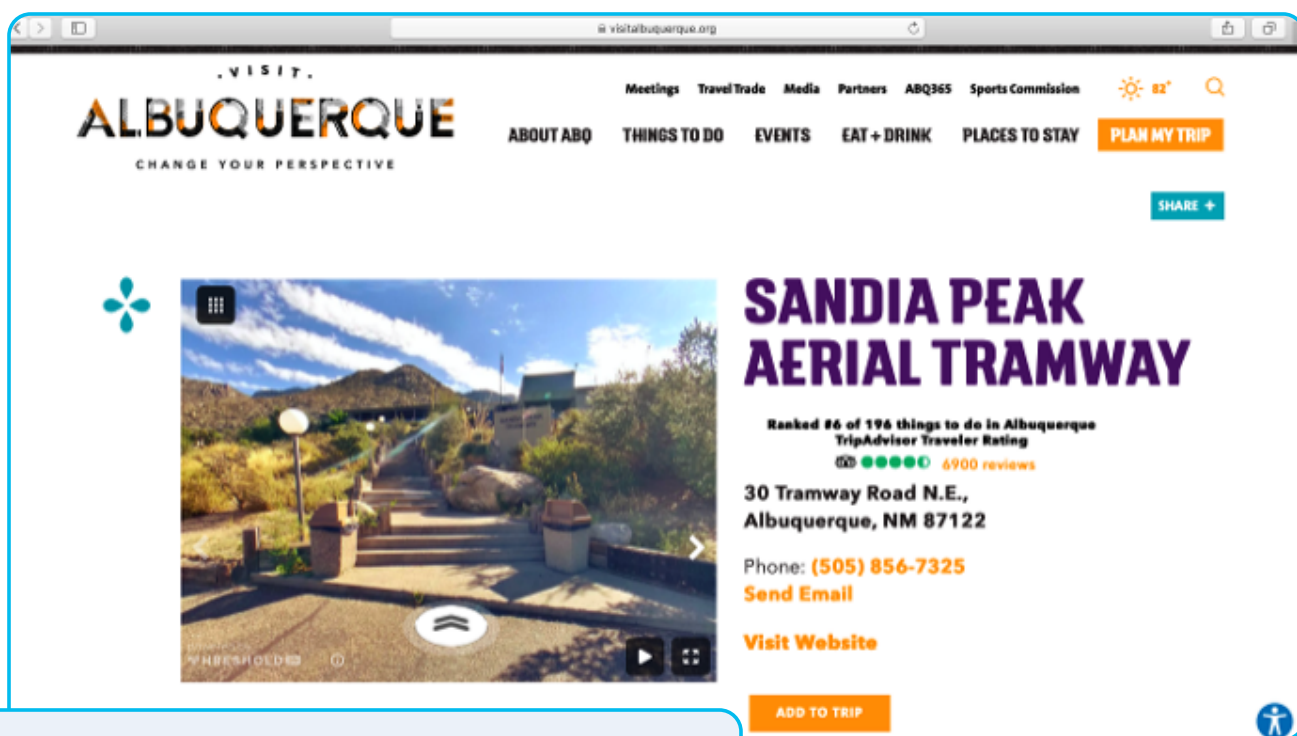 visitalbuquerque.org
.VISIT.
ALBUQUERQUE
CHANGE YOUR PERSPECTIVE
Meetings Travel Trade Media Partners ABQ365 Sports Commission 82°
ABOUT ABQ THINGS TO DO EVENTS EAT + DRINK PLACES TO STAY PLAN MY TRIP
SHARE +
SANDIA PEAK
AERIAL TRAMWAY
Ranked #6 of 196 things to do in Albuquerque
TripAdvisor Traveler Rating
6900 reviews
30 Tramway Road N.E.,
Albuquerque, NM 87122
Phone: (505) 856-7325
Send Email
Visit Website
THRESHOLD
ADD TO TRIP